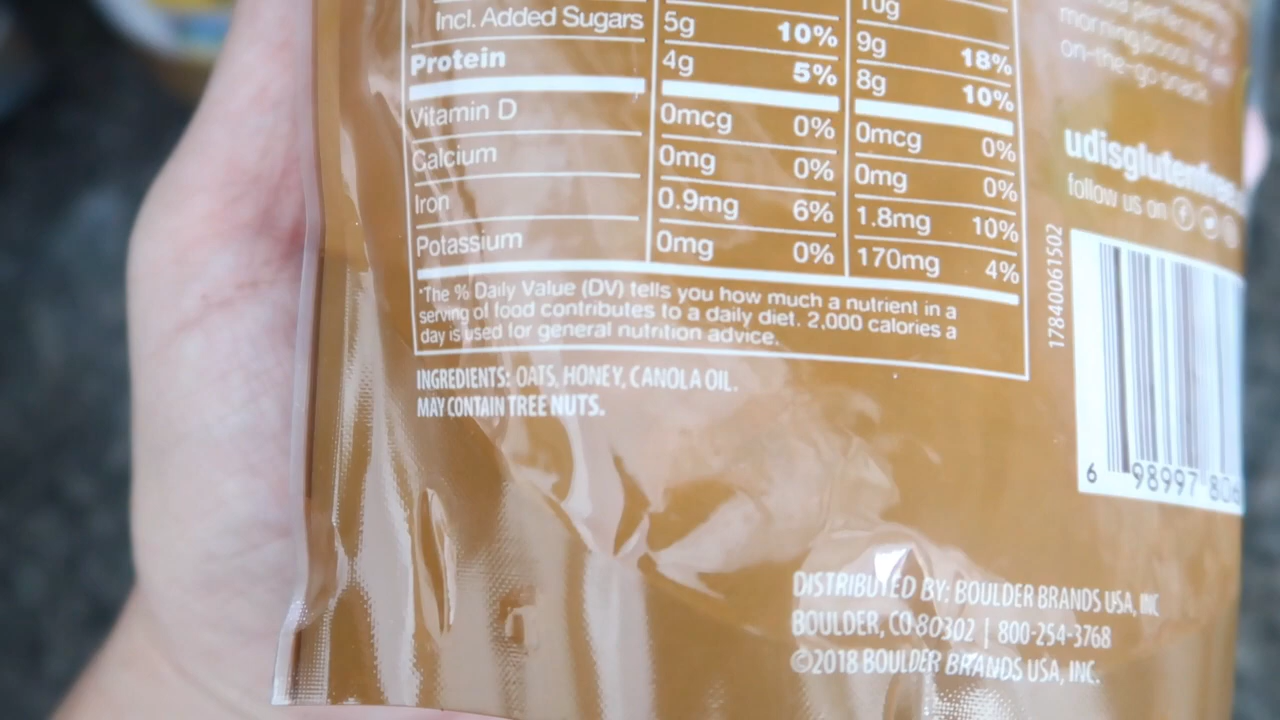 10g
Incl. Added Sugars 5g 10% 9g 18%
Protein 4g 5% 8g 10%
Vitamin D 0mcg 0% 0mcg 0%
Calcium 0mg 0% 0mg 0%
Iron 0.9mg 6% 1.8mg 10%
Potassium 0mg 0% 170mg 4%
*The % Daily Value (DV) tells you how much a nutrient in a
serving of food contributes to a daily diet. 2,000 calories a
day is used for general nutrition advice.
INGREDIENTS: OATS, HONEY, CANOLA OIL.
MAY CONTAIN TREE NUTS.
morning boost or
on-the-go snack
udisglutenfree
follow us on
17840061502
6 98997 806
DISTRIBUTED BY: BOULDER BRANDS USA, INC
BOULDER, CO 80302 | 800-254-3768
©2018 BOULDER BRANDS USA, INC.